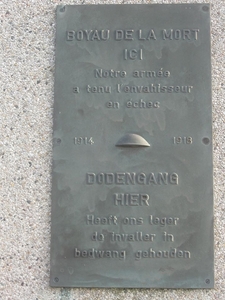 BOYAU DE LA MORT
ICI
Notre armée
a tenu l'envahisseur
en échec
1914 1918
DODENGANG
HIER
Heeft ons leger
de invaller in
bedwang gehouden